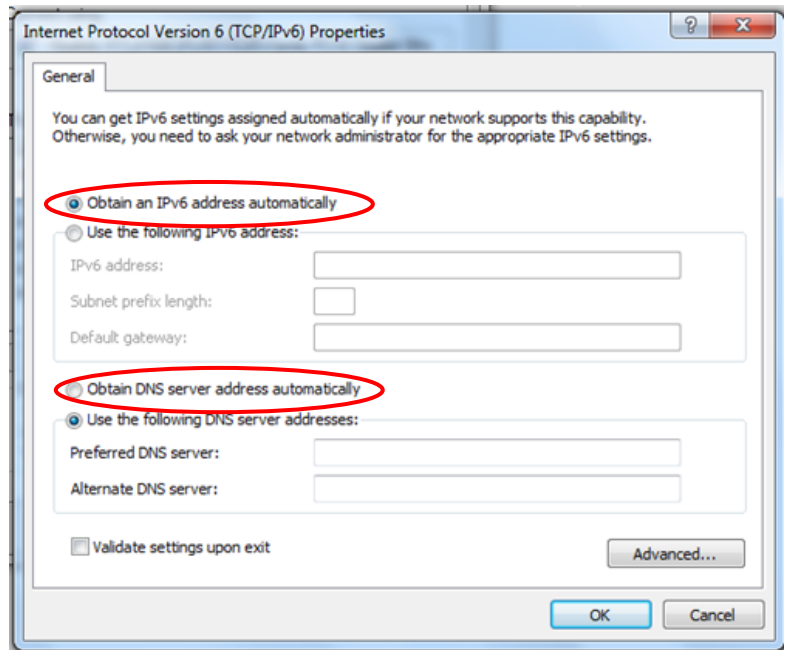 Internet Protocol Version 6 (TCP/IPv6) Properties
General
You can get IPv6 settings assigned automatically if your network supports this capability.
Otherwise, you need to ask your network administrator for the appropriate IPv6 settings.
Obtain an IPv6 address automatically
Use the following IPv6 address:
IPv6 address:
Subnet prefix length:
Default gateway:
Obtain DNS server address automatically
Use the following DNS server addresses:
Preferred DNS server:
Alternate DNS server:
Validate settings upon exit
Advanced...
OK
Cancel